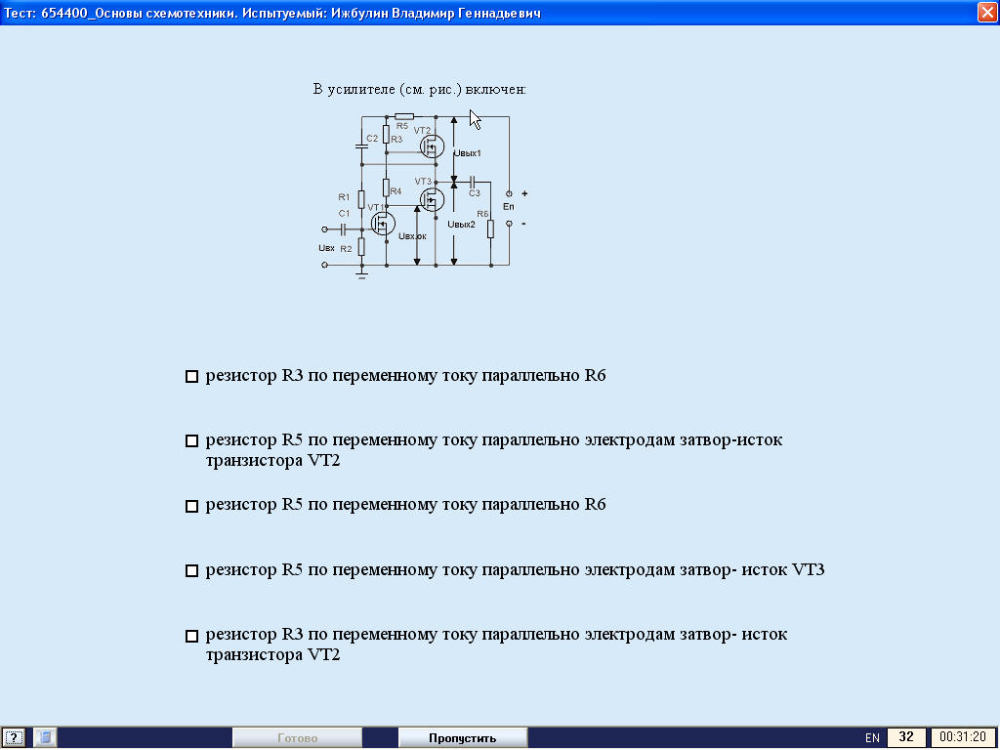 Тест: 654400_Основы схемотехники. Испытуемый: Ижбулин Владимир Геннадьевич
В усилителе (см. рис.) включен:
R5
VT2
C2
R3
Uвых1
VT3
R1
R4
C3
+
Eп
C1
VT1
R6
-
Uвых2
Uвх.ок
Uвх
R2
резистор R3 по переменному току параллельно R6
резистор R5 по переменному току параллельно электродам затвор-исток
транзистора VT2
резистор R5 по переменному току параллельно R6
резистор R5 по переменному току параллельно электродам затвор- исток VT3
резистор R3 по переменному току параллельно электродам затвор- исток
транзистора VT2
?
Готово
Пропустить
EN
32
00:31:20